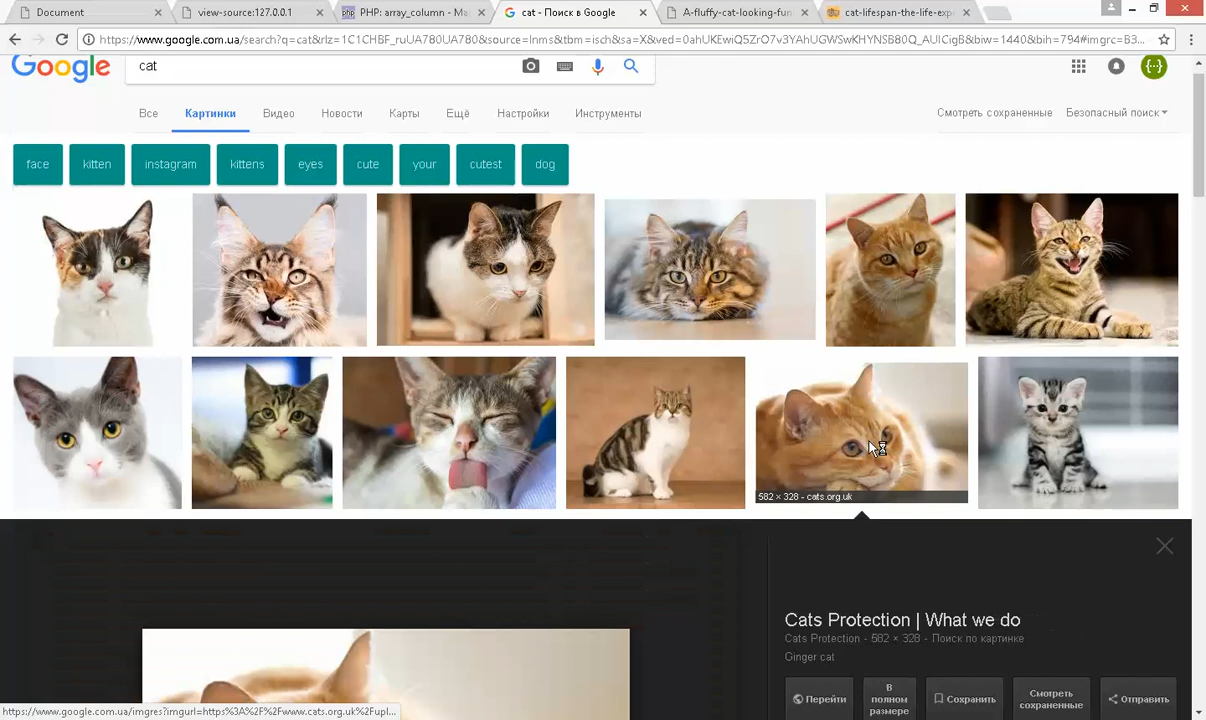 Document
view-source:127.0.0.1
PHP: array_column - Ma
cat - Поиск в Google
A-fluffy-cat-looking-fun
cat-lifespan-the-life-exp
https://www.google.com.ua/search?q=cat&rlz=1C1CHBF_ruUA780UA780&source=lnms&tbm=isch&sa=X&ved=0ahUKEwiQ5ZrO7v3YAhUGWSwKHYNSB80Q_AUICigB&biw=1440&bih=794#imgrc=B3...
Google
cat
Все
Картинки
Видео
Новости
Карты
Ещё
Настройки
Инструменты
Смотреть сохраненные
Безопасный поиск
face
kitten
instagram
kittens
eyes
cute
your
cutest
dog
582 × 328 - cats.org.uk
Cats Protection | What we do
Cats Protection - 582 × 328 - Поиск по картинке
Ginger cat
Перейти
В полном размере
Сохранить
Смотреть сохраненные
Отправить
https://www.google.com.ua/imgres?imgurl=https%3A%2F%2Fwww.cats.org.uk%2Fupl...